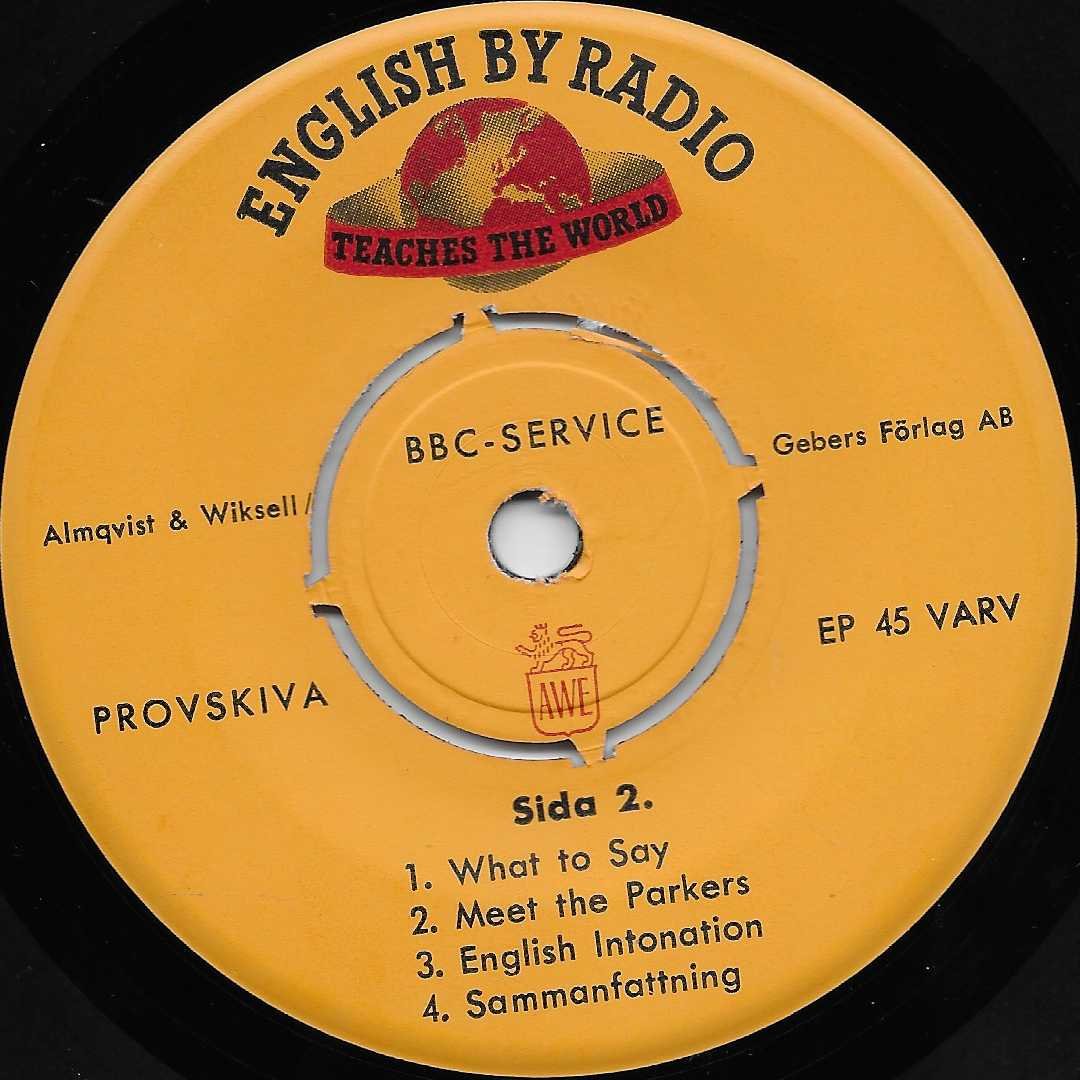 ENGLISH BY RADIO
TEACHES THE WORLD
BBC-SERVICE
Almqvist & Wiksell/
Gebers Förlag AB
EP 45 VARV
PROVSKIVA
AWE
Sida 2.
1. What to Say
2. Meet the Parkers
3. English Intonation
4. Sammanfattning